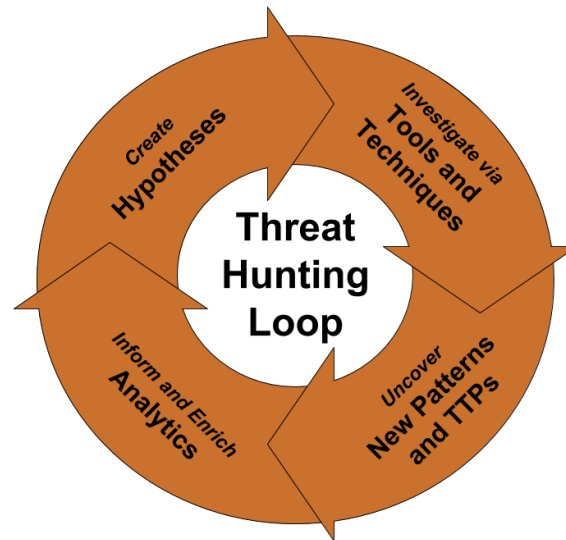 Create
Hypotheses
Investigate via
Tools and
Techniques
Threat
Hunting
Loop
Uncover
New Patterns
and TTPs
Inform and Enrich
Analytics